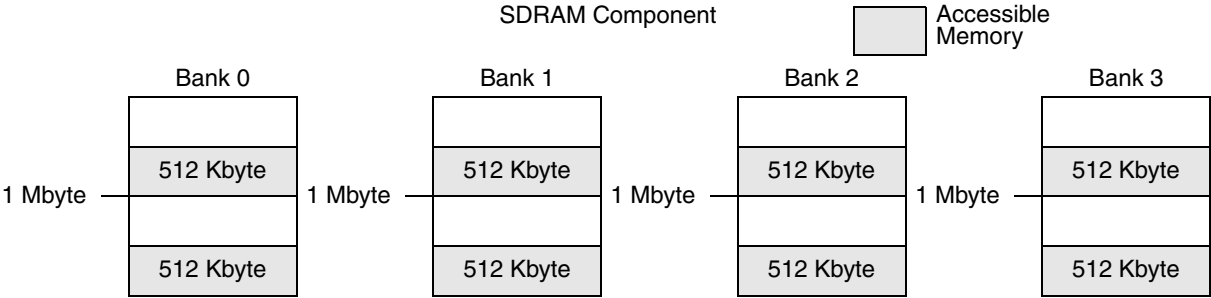 SDRAM Component
Accessible
Memory
Bank 0
Bank 1
Bank 2
Bank 3
512 Kbyte
512 Kbyte
512 Kbyte
512 Kbyte
1 Mbyte
1 Mbyte
1 Mbyte
1 Mbyte
512 Kbyte
512 Kbyte
512 Kbyte
512 Kbyte